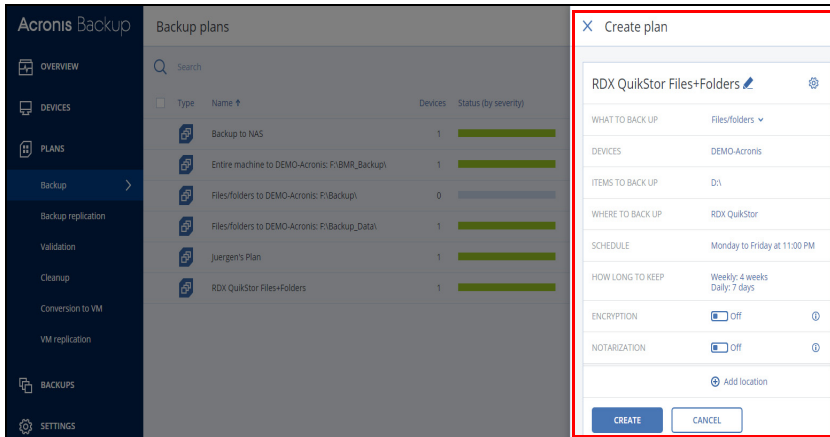 Acronis Backup
OVERVIEW
DEVICES
PLANS
Backup
Backup replication
Validation
Cleanup
Conversion to VM
VM replication
BACKUPS
SETTINGS
Backup plans
Search
Type Name Devices Status (by severity)
Backup to NAS 1
Entire machine to DEMO-Acronis: F:\BMR_Backup\ 1
Files/folders to DEMO-Acronis: F:\Backup\ 0
Files/folders to DEMO-Acronis: F:\Backup_Data\ 1
Juergen's Plan 1
RDX QuikStor Files+Folders 1
Create plan
RDX QuikStor Files+Folders
WHAT TO BACK UP Files/folders
DEVICES DEMO-Acronis
ITEMS TO BACK UP D:\
WHERE TO BACK UP RDX QuikStor
SCHEDULE Monday to Friday at 11:00 PM
HOW LONG TO KEEP Weekly: 4 weeks
Daily: 7 days
ENCRYPTION Off
NOTARIZATION Off
Add location
CREATE CANCEL